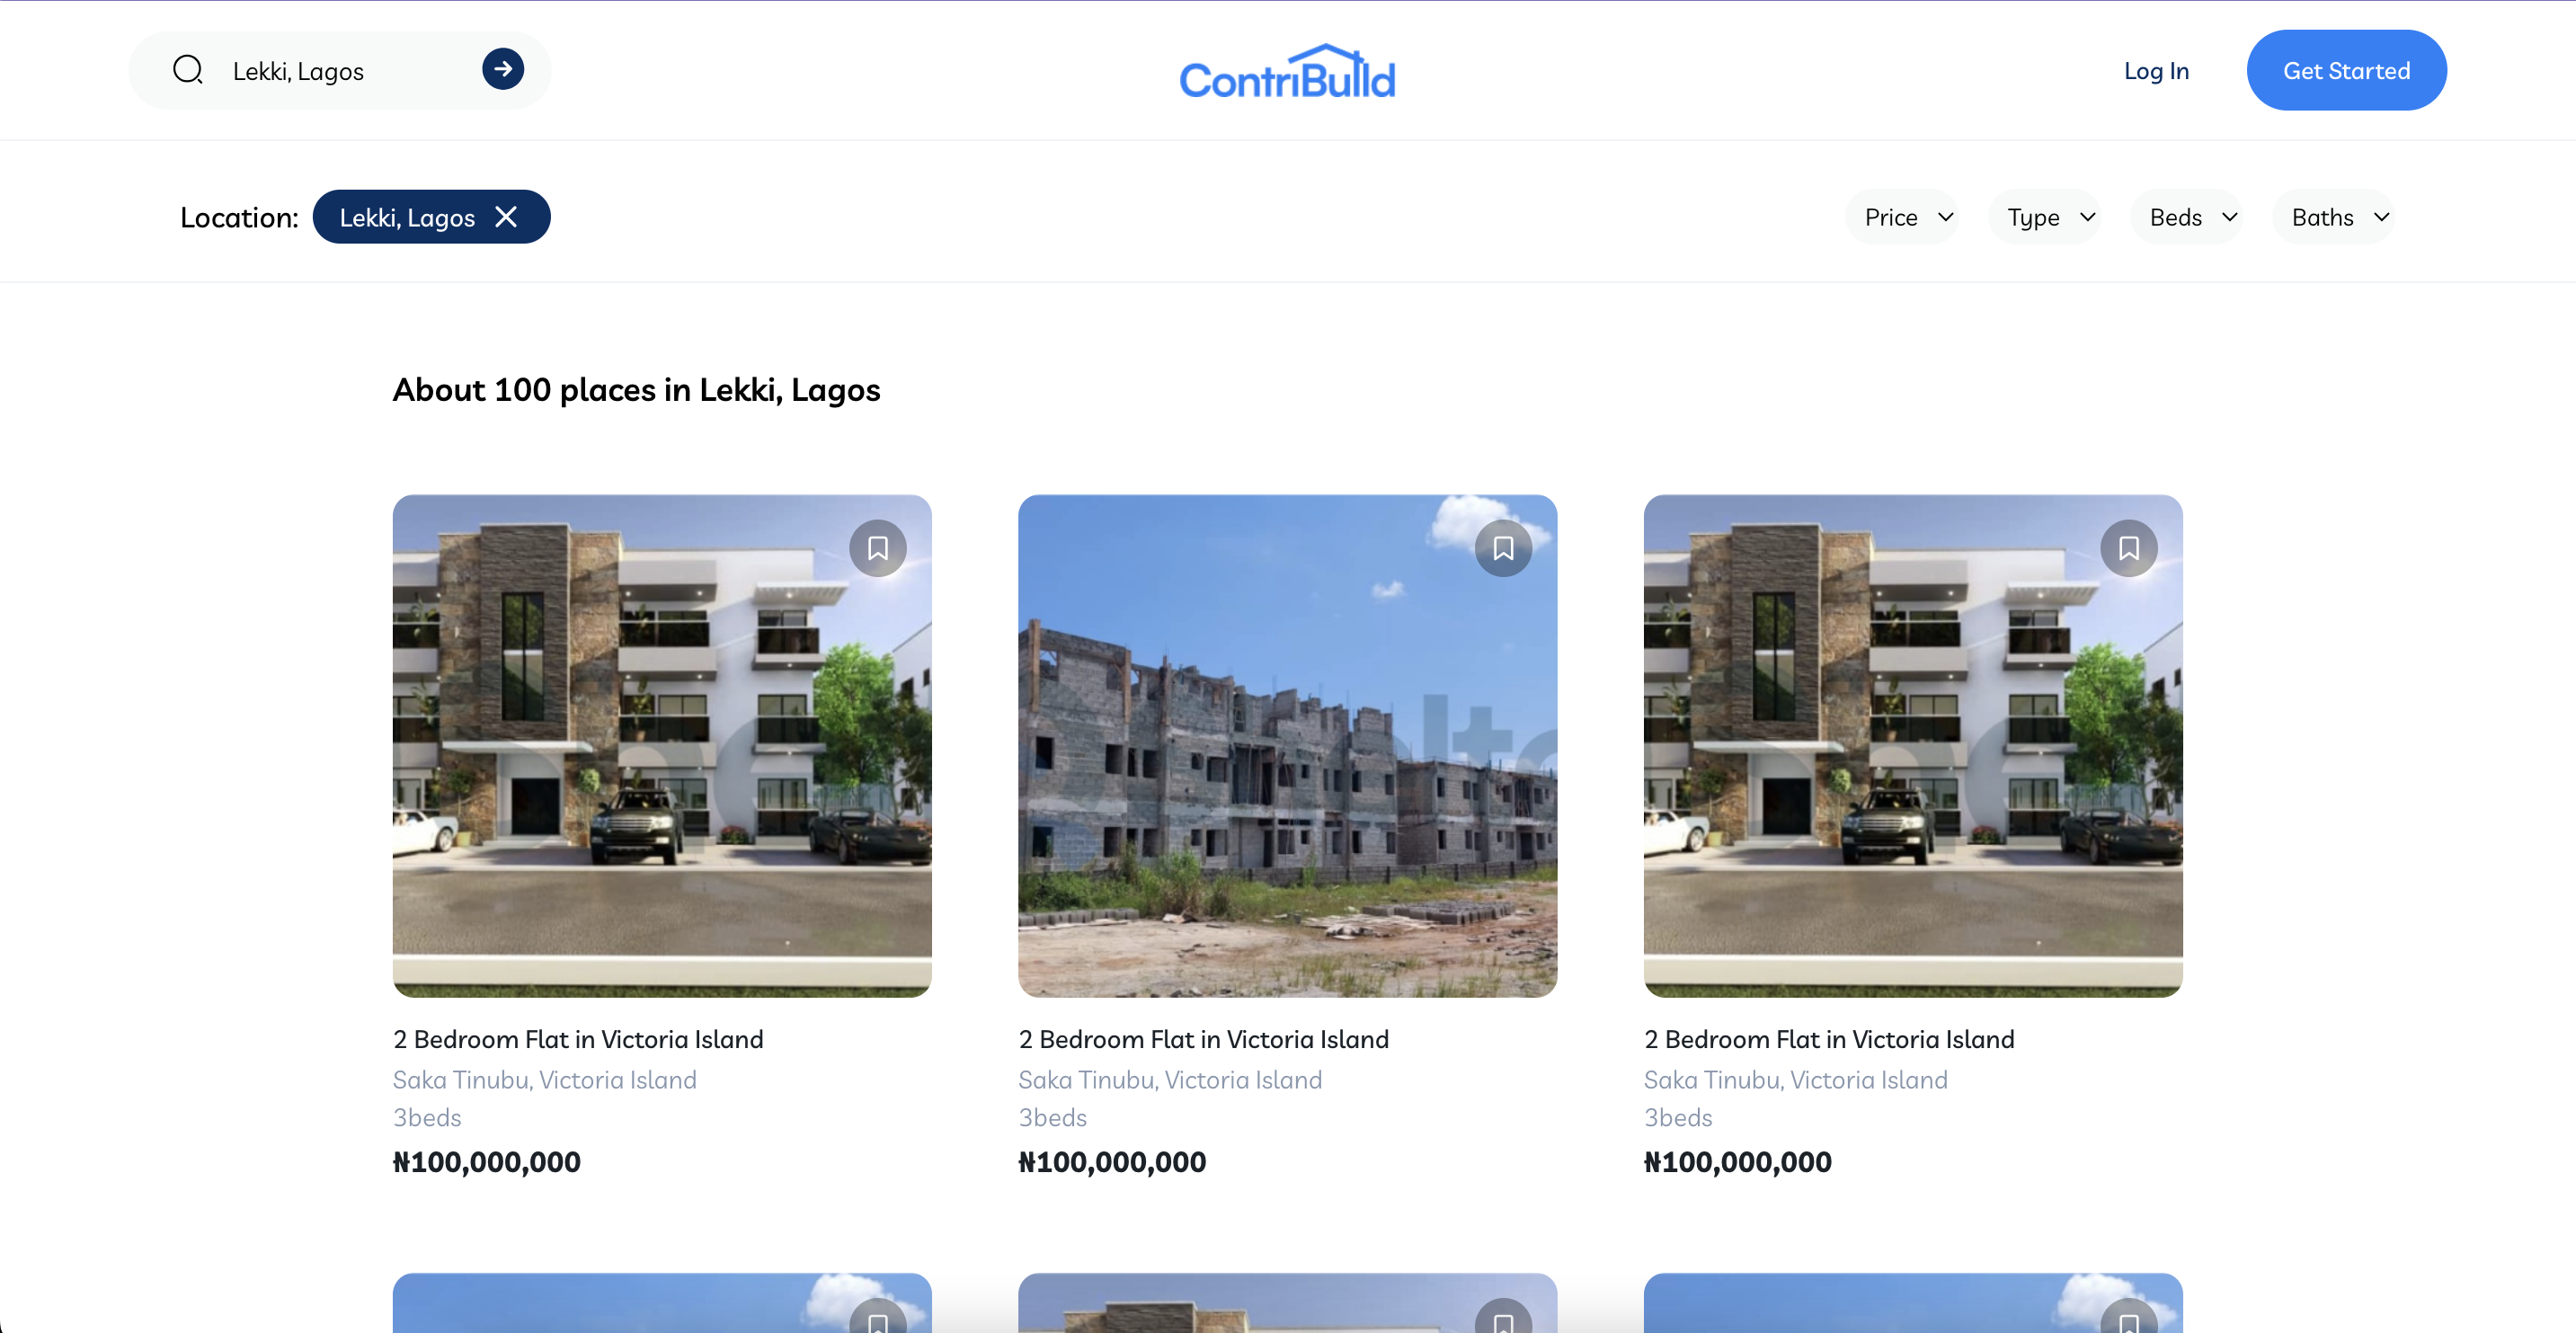 Lekki, Lagos
ContriBuild
Log In
Get Started
Location:
Lekki, Lagos
Price
Type
Beds
Baths
About 100 places in Lekki, Lagos
2 Bedroom Flat in Victoria Island
Saka Tinubu, Victoria Island
3beds
₦100,000,000
2 Bedroom Flat in Victoria Island
Saka Tinubu, Victoria Island
3beds
₦100,000,000
2 Bedroom Flat in Victoria Island
Saka Tinubu, Victoria Island
3beds
₦100,000,000